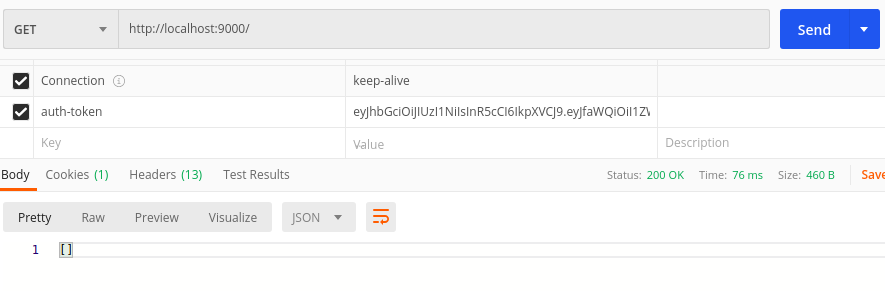 GET http://localhost:9000/ Send
Connection keep-alive
auth-token eyJhbGciOiJIUzI1NiIsInR5cCI6IkpXVCJ9.eyJfaWQiOiI1ZW
Key Value Description
Body Cookies (1) Headers (13) Test Results Status: 200 OK Time: 76 ms Size: 460 B Save
Pretty Raw Preview Visualize JSON
1 []